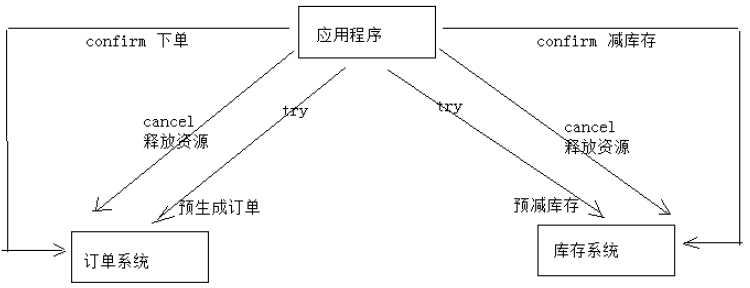 应用程序
confirm 下单
confirm 减库存
try
try
cancel
释放资源
cancel
释放资源
预生成订单
预减库存
订单系统
库存系统